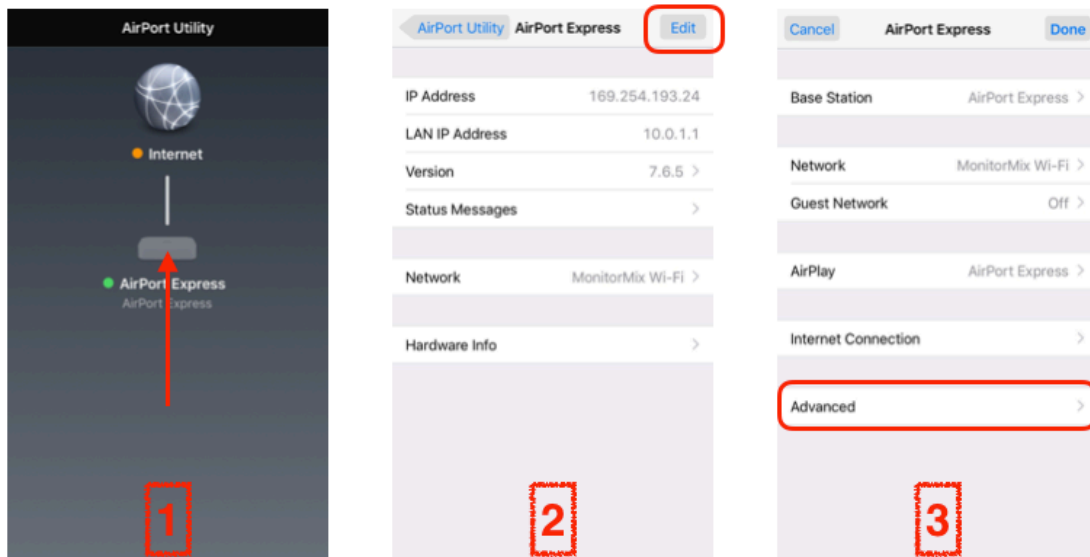 AirPort Utility
Internet
AirPort Express
AirPort Express
1
AirPort Utility AirPort Express Edit
IP Address 169.254.193.24
LAN IP Address 10.0.1.1
Version 7.6.5 >
Status Messages >
Network MonitorMix Wi-Fi >
Hardware Info >
2
Cancel AirPort Express Done
Base Station AirPort Express >
Network MonitorMix Wi-Fi >
Guest Network Off >
AirPlay AirPort Express >
Internet Connection >
Advanced >
3